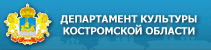 ДЕПАРТАМЕНТ КУЛЬТУРЫ
КОСТРОМСКОЙ ОБЛАСТИ